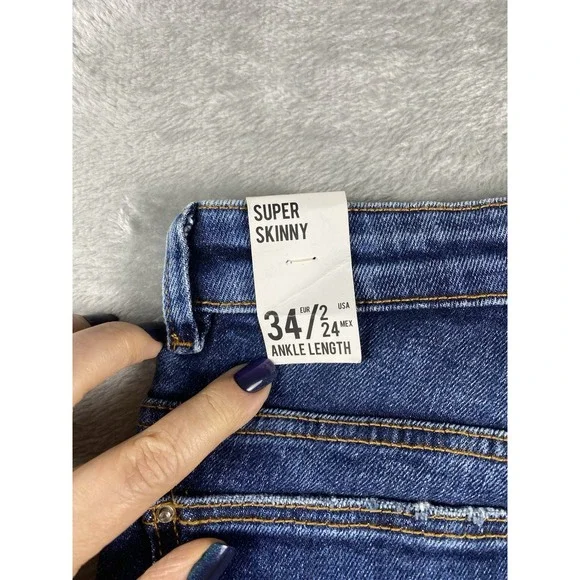 SUPER
SKINNY
34 EUR / 2 USA
24 MEX
ANKLE LENGTH